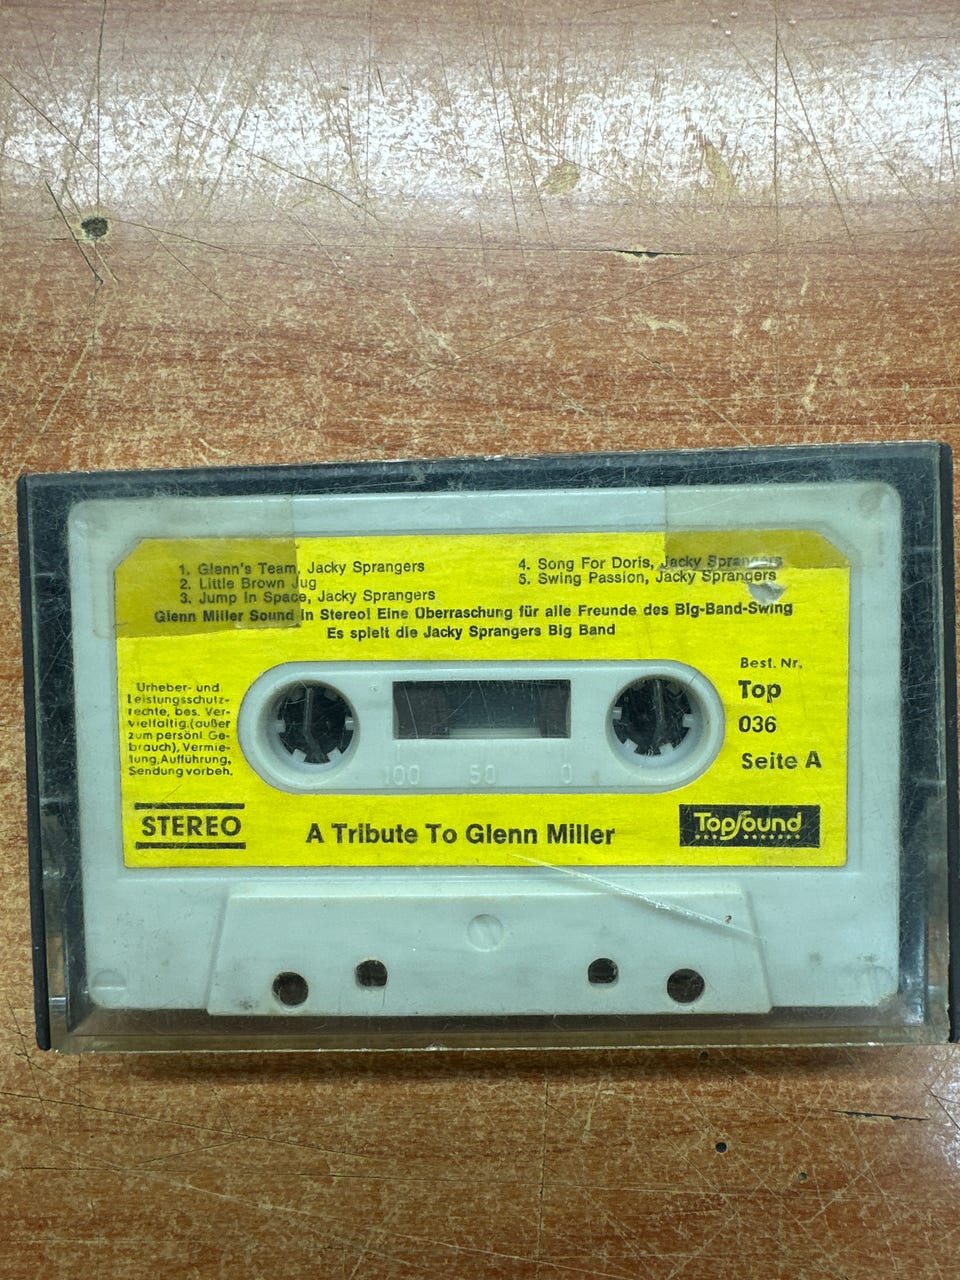 1. Glenn's Team, Jacky Sprangers
2. Little Brown Jug
3. Jump In Space, Jacky Sprangers
4. Song For Doris, Jacky Sprangers
5. Swing Passion, Jacky Sprangers
Glenn Miller Sound in Stereo! Eine Überraschung für alle Freunde des Big-Band-Swing
Es spielt die Jacky Sprangers Big Band
Urheber- und
Leistungsschutz-
rechte, bes. Ver-
vielfältig.(außer
zum persönl. Ge-
brauch), Vermie-
tung,Aufführung,
Sendung vorbeh.
Best. Nr.
Top
036
Seite A
100 50 0
STEREO
A Tribute To Glenn Miller
TopSound